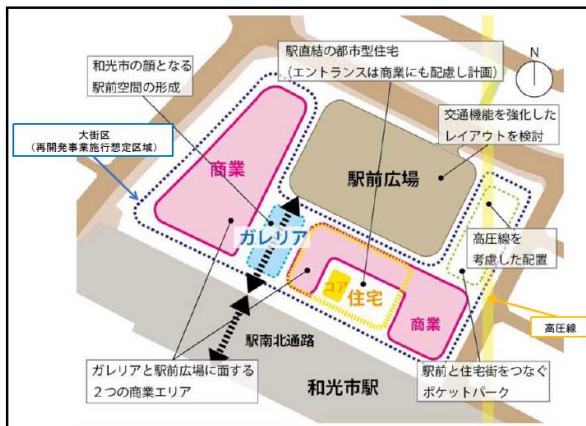 駅直結の都市型住宅
(エントランスは商業にも配慮し計画)
N
和光市の顔となる
駅前空間の形成
交通機能を強化した
レイアウトを検討
大街区
(再開発事業施行想定区域)
商業
駅前広場
ガレリア
高圧線を
考慮した配置
コア
住宅
商業
高圧線
駅南北通路
ガレリアと駅前広場に面する
2つの商業エリア
和光市駅
駅前と住宅街をつなぐ
ポケットパーク